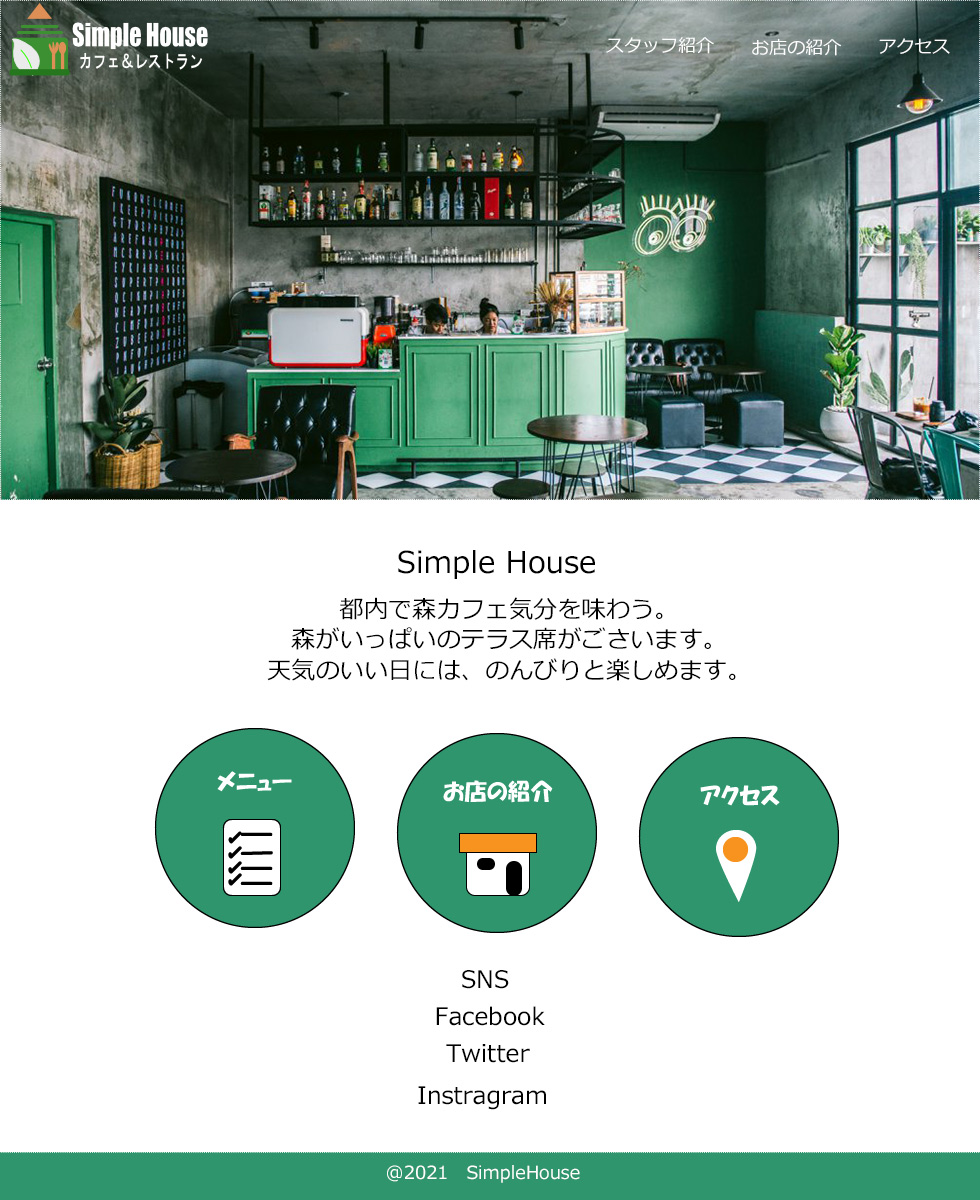 Simple House
カフェ&レストラン
スタッフ紹介
お店の紹介
アクセス
Simple House
都内で森カフェ気分を味わう。
森がいっぱいのテラス席がごさいます。
天気のいい日には、のんびりと楽しめます。
メニュー
お店の紹介
アクセス
SNS
Facebook
Twitter
Instragram
@2021　SimpleHouse